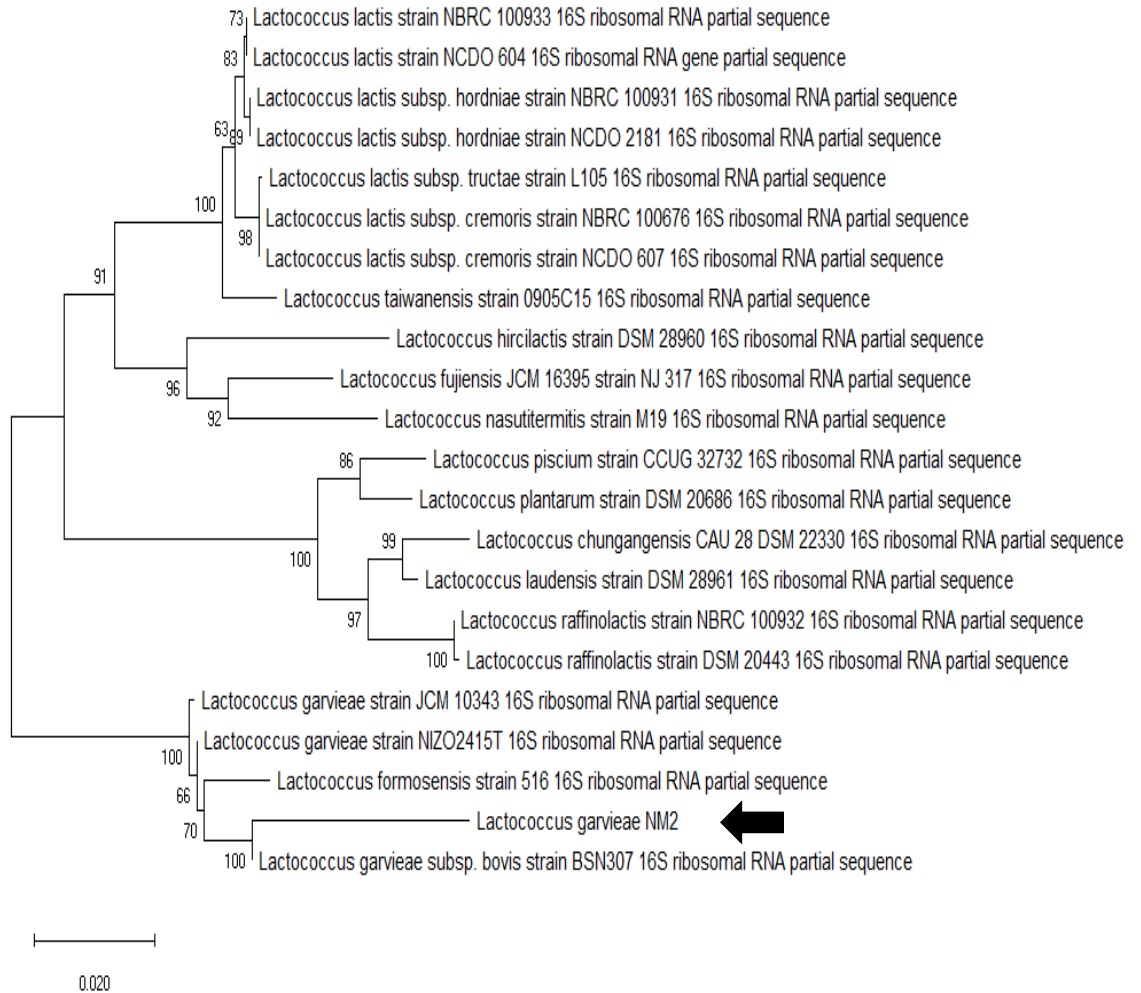 73
Lactococcus lactis strain NBRC 100933 16S ribosomal RNA partial sequence
83
Lactococcus lactis strain NCDO 604 16S ribosomal RNA gene partial sequence
Lactococcus lactis subsp. hordniae strain NBRC 100931 16S ribosomal RNA partial sequence
63
89
Lactococcus lactis subsp. hordniae strain NCDO 2181 16S ribosomal RNA partial sequence
Lactococcus lactis subsp. tructae strain L105 16S ribosomal RNA partial sequence
100
Lactococcus lactis subsp. cremoris strain NBRC 100676 16S ribosomal RNA partial sequence
98
Lactococcus lactis subsp. cremoris strain NCDO 607 16S ribosomal RNA partial sequence
91
Lactococcus taiwanensis strain 0905C15 16S ribosomal RNA partial sequence
Lactococcus hircilactis strain DSM 28960 16S ribosomal RNA partial sequence
96
Lactococcus fujiensis JCM 16395 strain NJ 317 16S ribosomal RNA partial sequence
92
Lactococcus nasutitermitis strain M19 16S ribosomal RNA partial sequence
86
Lactococcus piscium strain CCUG 32732 16S ribosomal RNA partial sequence
Lactococcus plantarum strain DSM 20686 16S ribosomal RNA partial sequence
100
99
Lactococcus chungangensis CAU 28 DSM 22330 16S ribosomal RNA partial sequence
Lactococcus laudensis strain DSM 28961 16S ribosomal RNA partial sequence
97
Lactococcus raffinolactis strain NBRC 100932 16S ribosomal RNA partial sequence
100
Lactococcus raffinolactis strain DSM 20443 16S ribosomal RNA partial sequence
Lactococcus garvieae strain JCM 10343 16S ribosomal RNA partial sequence
100
Lactococcus garvieae strain NIZO2415T 16S ribosomal RNA partial sequence
66
Lactococcus formosensis strain 516 16S ribosomal RNA partial sequence
70
Lactococcus garvieae NM2
100
Lactococcus garvieae subsp. bovis strain BSN307 16S ribosomal RNA partial sequence
0.020